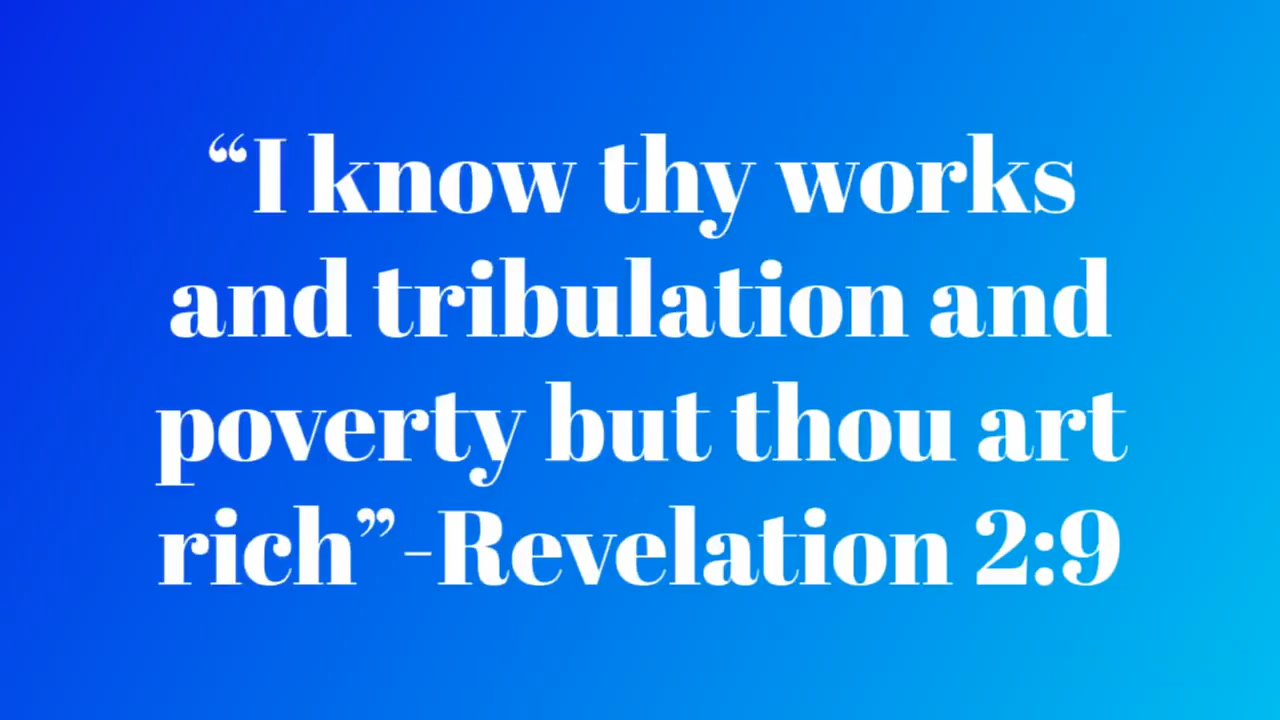 “I know thy works
and tribulation and
poverty but thou art
rich”-Revelation 2:9